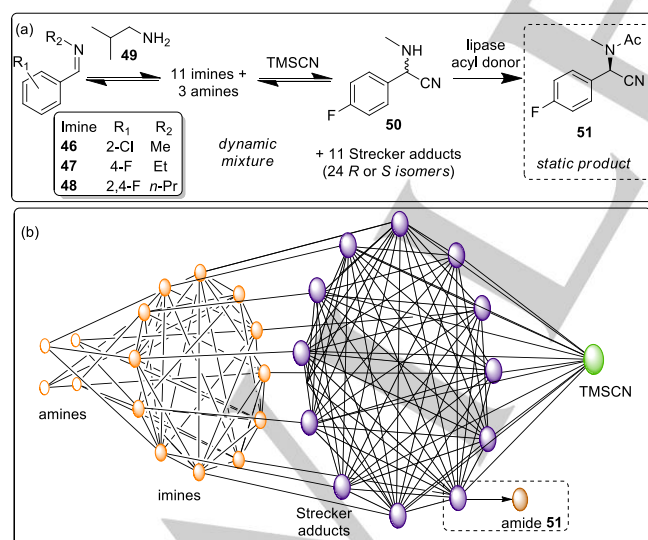 (a)
R₂
N
R₁
NH₂
49
11 imines +
3 amines
TMSCN
NH
CN
F
50
lipase
acyl donor
N
Ac
CN
F
51
Imine R₁ R₂
46 2-Cl Me
47 4-F Et
48 2,4-F n-Pr
dynamic
mixture
+ 11 Strecker adducts
(24 R or S isomers)
static product
(b)
amines
imines
Strecker
adducts
TMSCN
amide 51